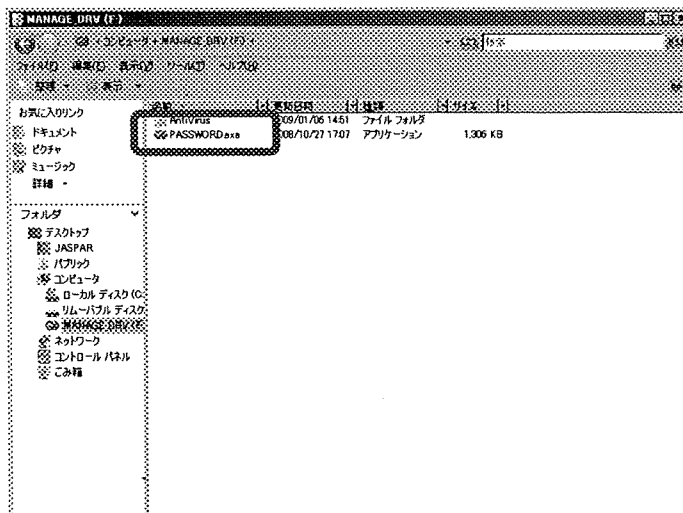 MANAGE_DRV (F:)
コンピュータ ▸ MANAGE_DRV (F:)
検索
ファイル(F) 編集(E) 表示(V) ツール(T) ヘルプ(H)
整理 表示
お気に入りリンク
ドキュメント
ピクチャ
ミュージック
詳細
フォルダ
デスクトップ
JASPAR
パブリック
コンピュータ
ローカル ディスク (C:
リムーバブル ディスク
MANAGE_DRV (F
ネットワーク
コントロール パネル
ごみ箱
名前 更新日時 種類 サイズ
AntiVirus 009/01/06 14:51 ファイル フォルダ
PASSWORD.exe 008/10/27 17:07 アプリケーション 1,306 KB